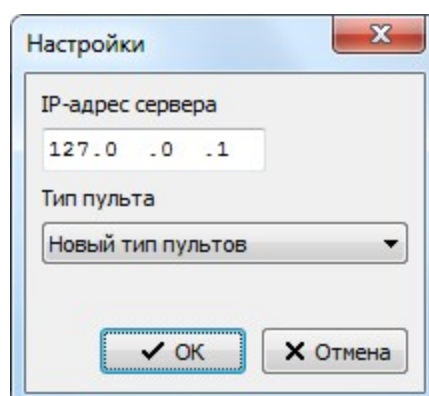 Настройки
IP-адрес сервера
127.0  .0  .1
Тип пульта
Новый тип пультов
OK Отмена